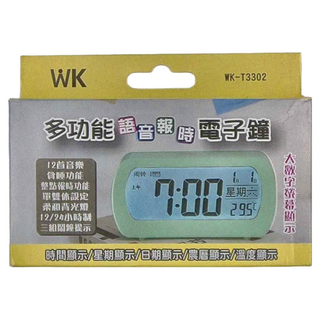 WK
WK-T3302
多功能語音報時電子鐘
12首音樂
貪睡功能
整點報時功能
單雙休設定
柔和背光燈
12/24小時制
三組鬧鐘提示
大數字螢幕顯示
上午
7:00
星期六
29.5℃
時間顯示/星期顯示/日期顯示/農曆顯示/溫度顯示